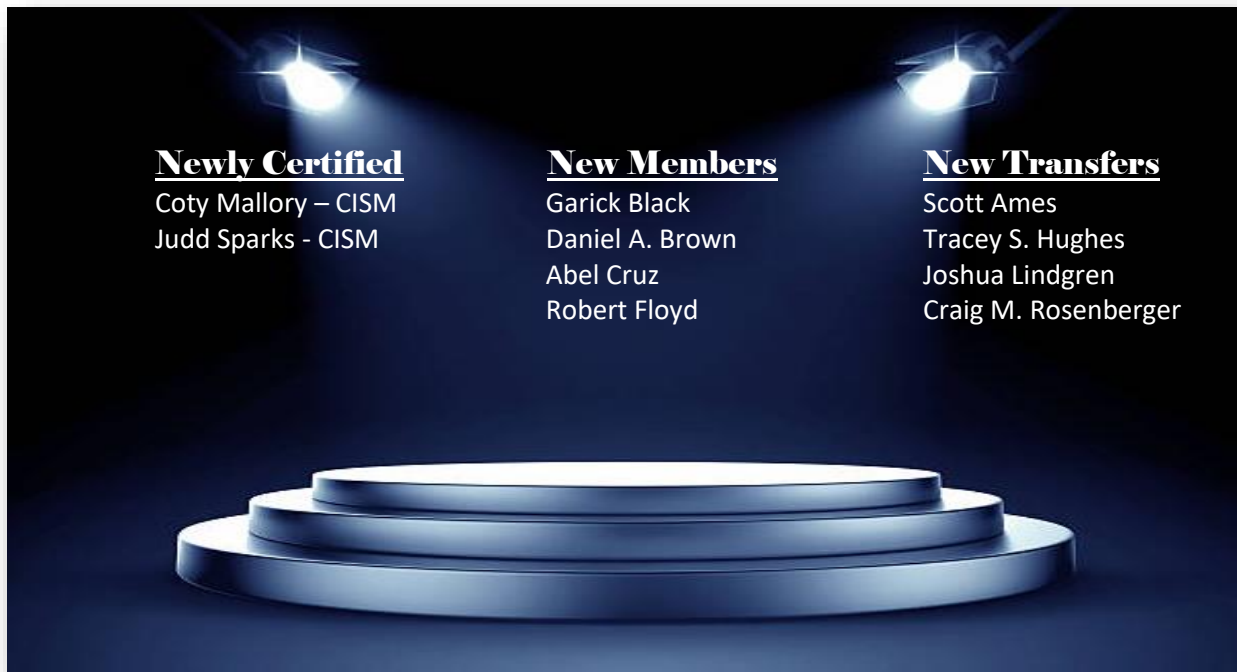 Newly Certified
Coty Mallory – CISM
Judd Sparks - CISM
New Members
Garick Black
Daniel A. Brown
Abel Cruz
Robert Floyd
New Transfers
Scott Ames
Tracey S. Hughes
Joshua Lindgren
Craig M. Rosenberger